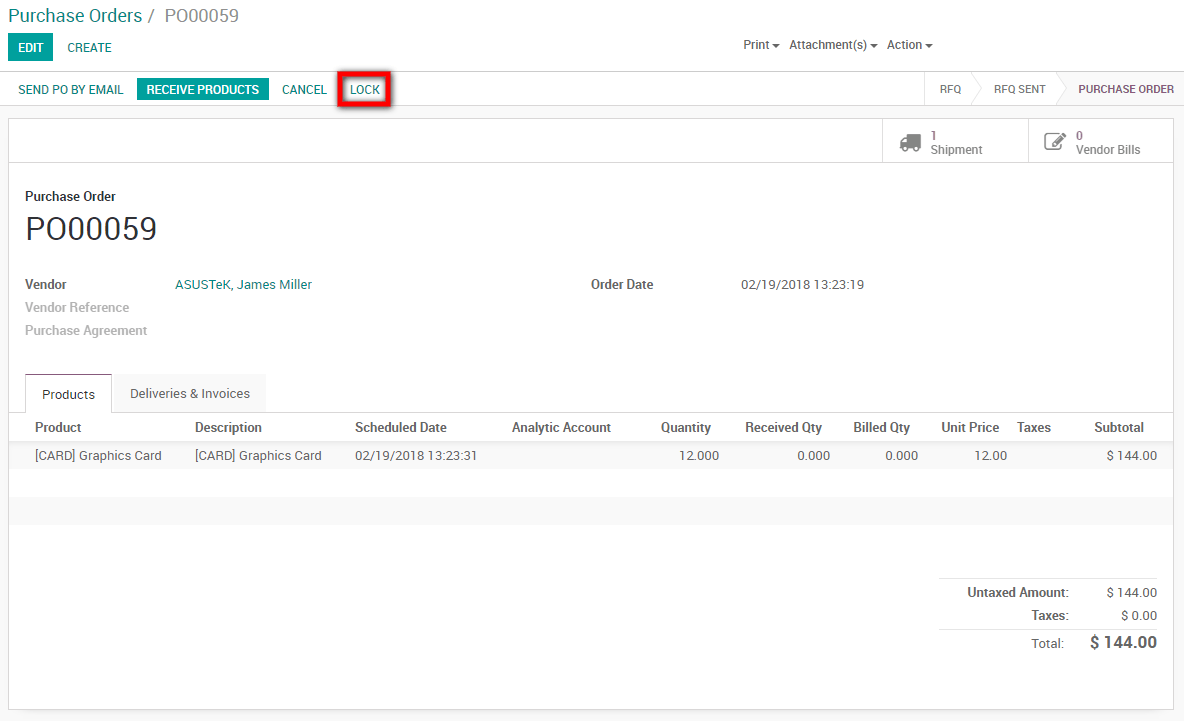 Purchase Orders / PO00059
EDIT CREATE Print Attachment(s) Action
SEND PO BY EMAIL RECEIVE PRODUCTS CANCEL LOCK RFQ RFQ SENT PURCHASE ORDER
1 Shipment
0 Vendor Bills
Purchase Order
PO00059
Vendor ASUSTeK, James Miller Order Date 02/19/2018 13:23:19
Vendor Reference
Purchase Agreement
Products Deliveries & Invoices
Product Description Scheduled Date Analytic Account Quantity Received Qty Billed Qty Unit Price Taxes Subtotal
[CARD] Graphics Card [CARD] Graphics Card 02/19/2018 13:23:31 12.000 0.000 0.000 12.00 $ 144.00
Untaxed Amount: $ 144.00
Taxes: $ 0.00
Total: $ 144.00